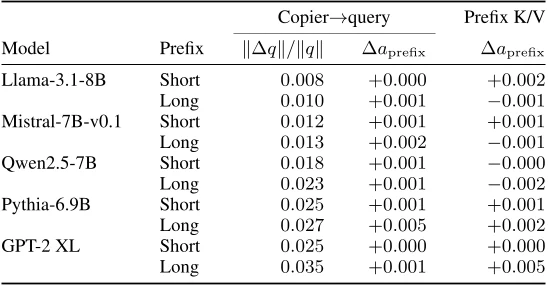 Copier→query Prefix K/V
Model Prefix ∥Δq∥/∥q∥ Δa_prefix Δa_prefix
Llama-3.1-8B Short 0.008 +0.000 +0.002
Long 0.010 +0.001 −0.001
Mistral-7B-v0.1 Short 0.012 +0.001 +0.001
Long 0.013 +0.002 −0.001
Qwen2.5-7B Short 0.018 +0.001 −0.000
Long 0.023 +0.001 −0.002
Pythia-6.9B Short 0.025 +0.001 +0.001
Long 0.027 +0.005 +0.002
GPT-2 XL Short 0.025 +0.000 +0.000
Long 0.035 +0.001 +0.005